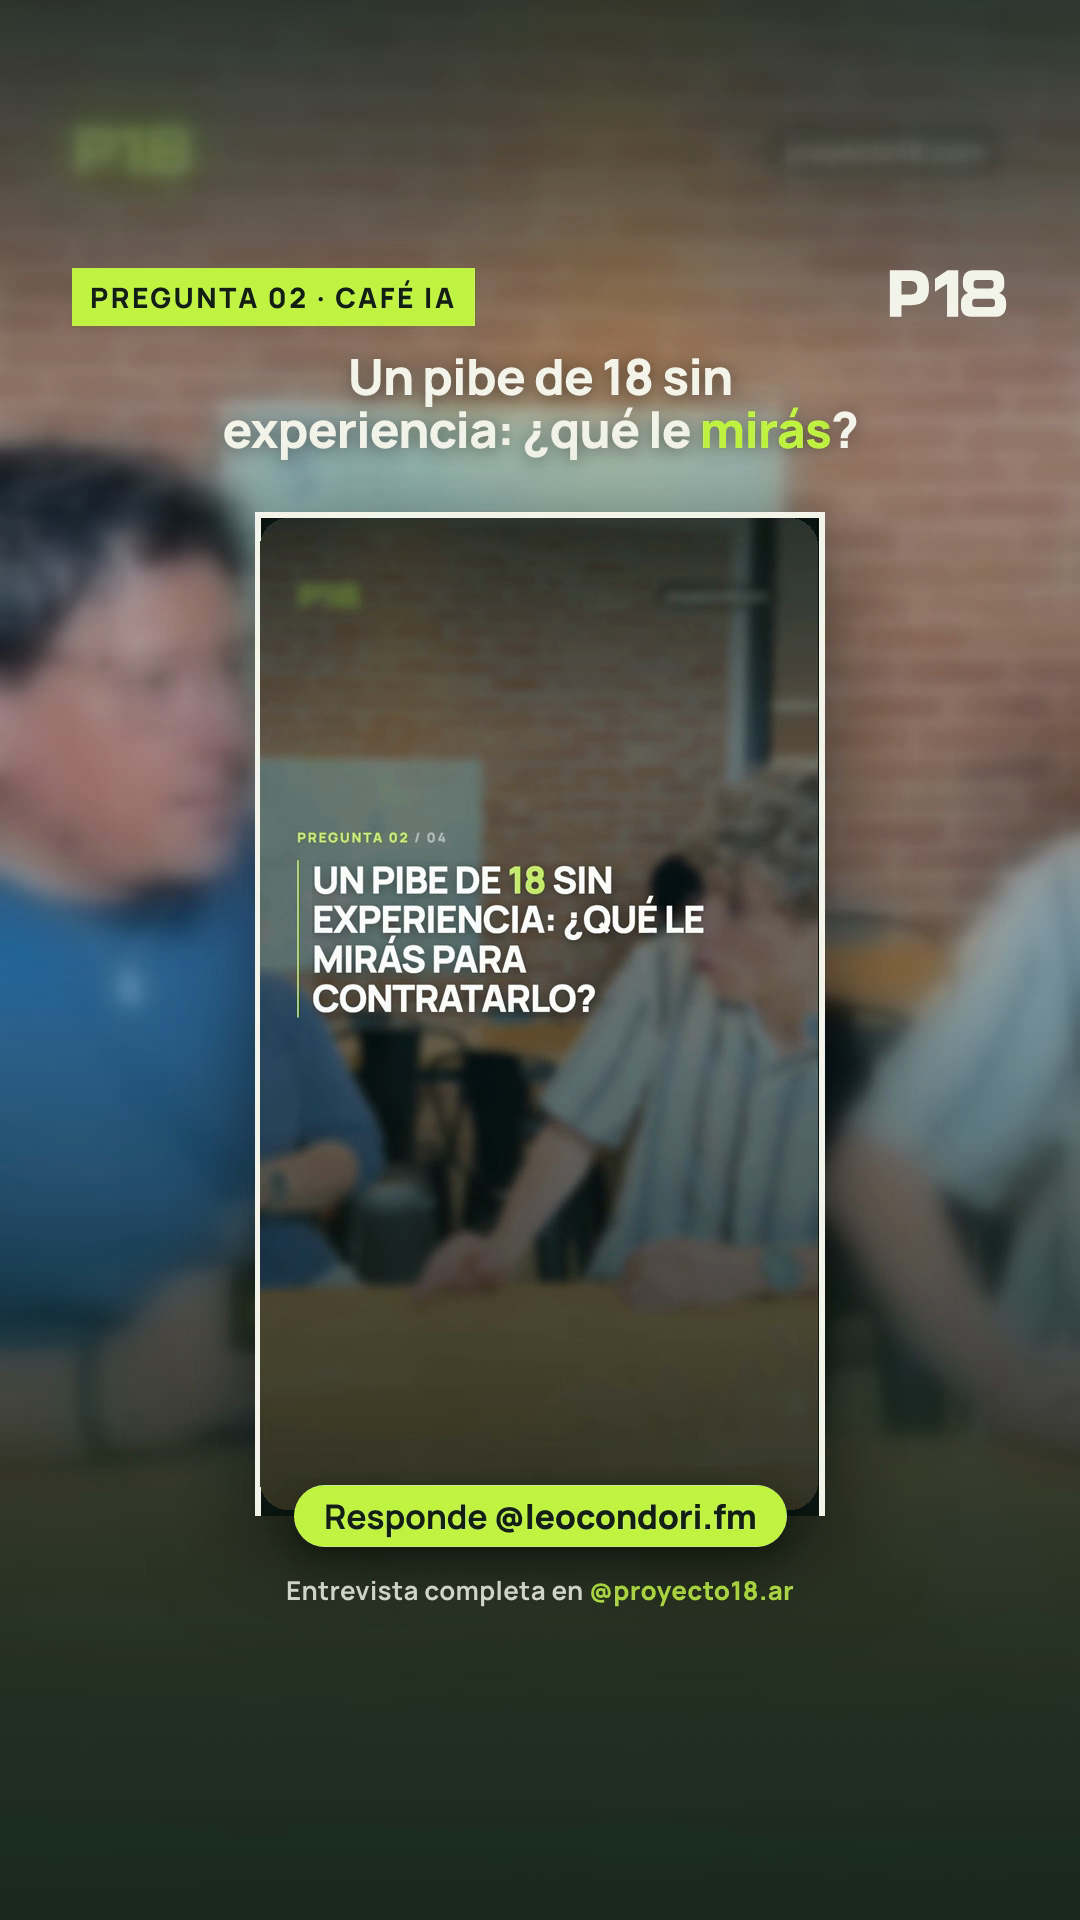 PREGUNTA 02 · CAFÉ IA
P18
Un pibe de 18 sin
experiencia: ¿qué le mirás?
P18
PREGUNTA 02 / 04
UN PIBE DE 18 SIN
EXPERIENCIA: ¿QUÉ LE
MIRÁS PARA
CONTRATARLO?
Responde @leocondori.fm
Entrevista completa en @proyecto18.ar